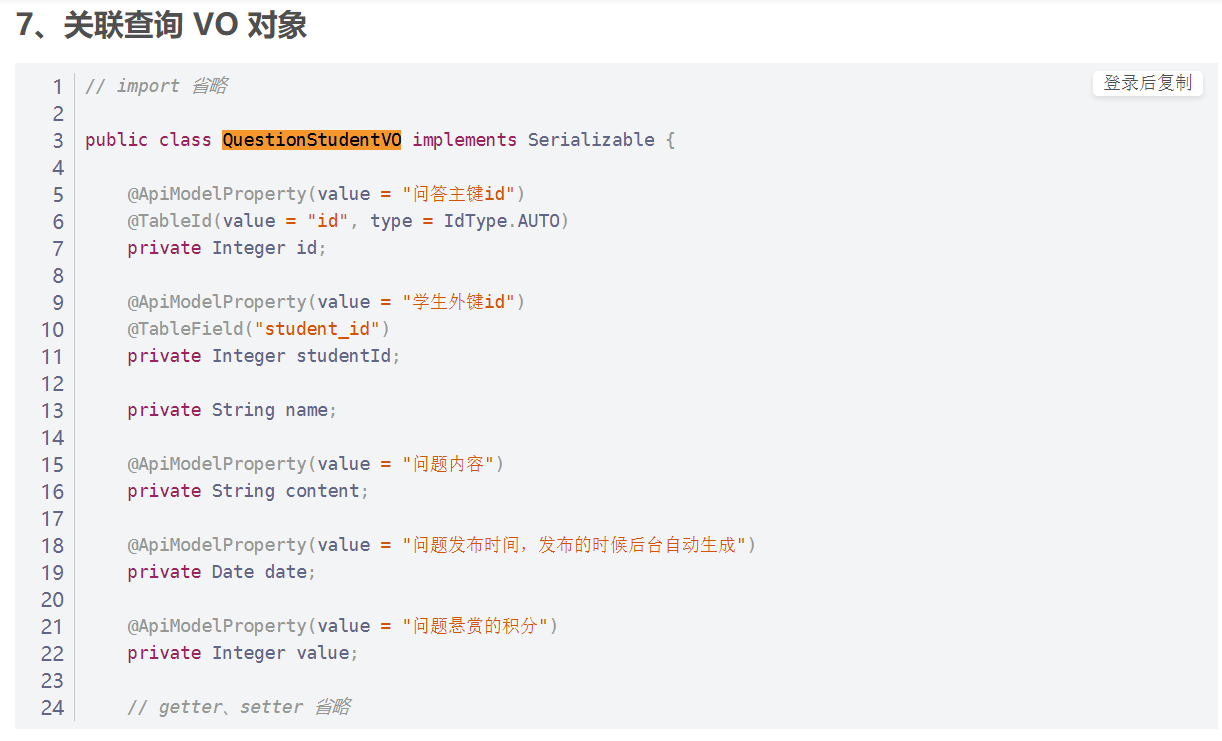 7、关联查询 VO 对象
登录后复制
1 // import 省略
2
3 public class QuestionStudentVO implements Serializable {
4
5     @ApiModelProperty(value = "问答主键id")
6     @TableId(value = "id", type = IdType.AUTO)
7     private Integer id;
8
9     @ApiModelProperty(value = "学生外键id")
10     @TableField("student_id")
11     private Integer studentId;
12
13     private String name;
14
15     @ApiModelProperty(value = "问题内容")
16     private String content;
17
18     @ApiModelProperty(value = "问题发布时间，发布的时候后台自动生成")
19     private Date date;
20
21     @ApiModelProperty(value = "问题悬赏的积分")
22     private Integer value;
23
24     // getter、setter 省略